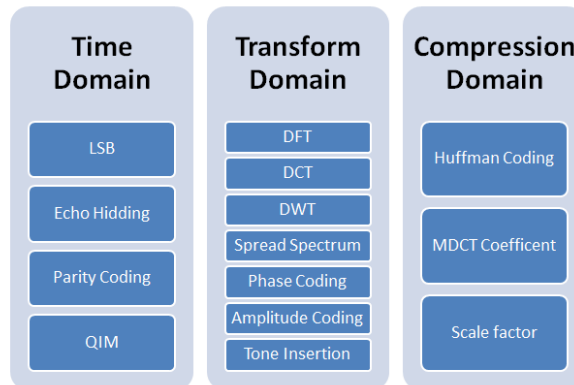 Time
Domain
LSB
Echo Hidding
Parity Coding
QIM
Transform
Domain
DFT
DCT
DWT
Spread Spectrum
Phase Coding
Amplitude Coding
Tone Insertion
Compression
Domain
Huffman Coding
MDCT Coefficent
Scale factor